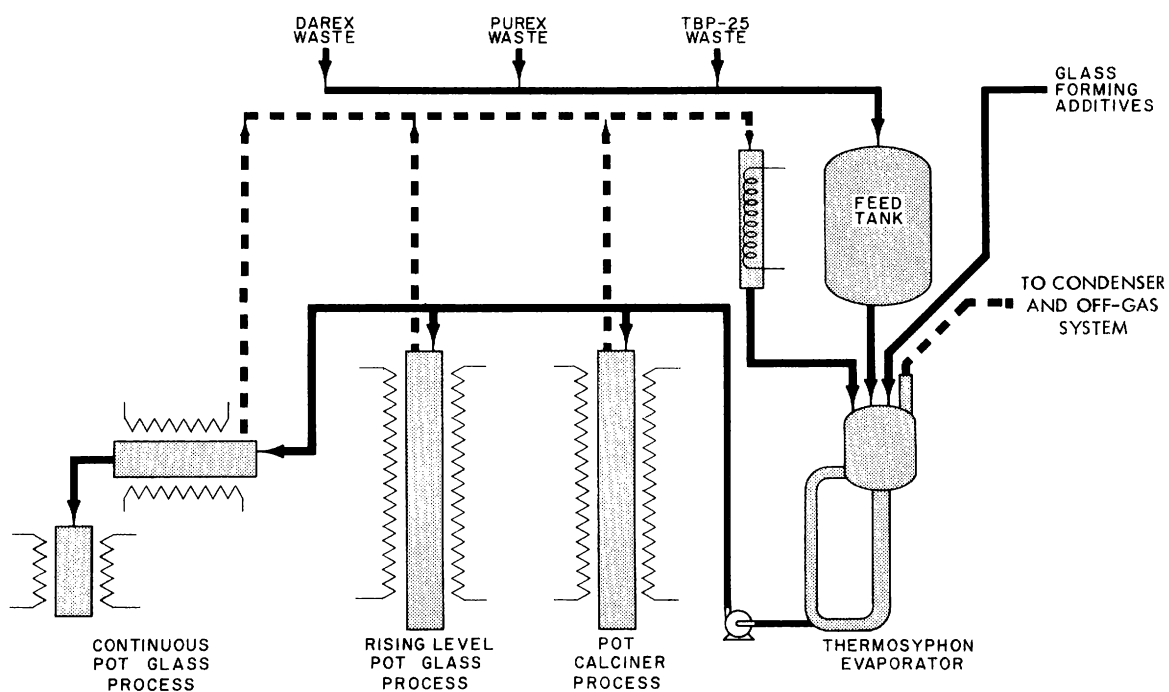 DAREX
WASTE
PUREX
WASTE
TBP-25
WASTE
GLASS
FORMING
ADDITIVES
FEED
TANK
TO CONDENSER
AND OFF-GAS
SYSTEM
CONTINUOUS
POT GLASS
PROCESS
RISING LEVEL
POT GLASS
PROCESS
POT
CALCINER
PROCESS
THERMOSYPHON
EVAPORATOR